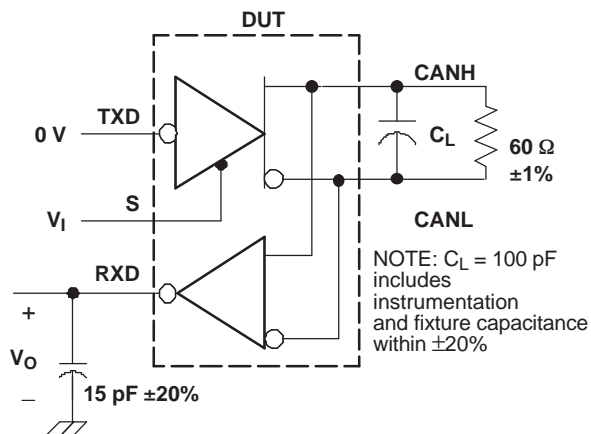 DUT
CANH
TXD
0 V
CL
60 Ω
±1%
S
VI
CANL
RXD
NOTE: CL = 100 pF
includes
instrumentation
and fixture capacitance
within ±20%
+
VO
15 pF ±20%
–